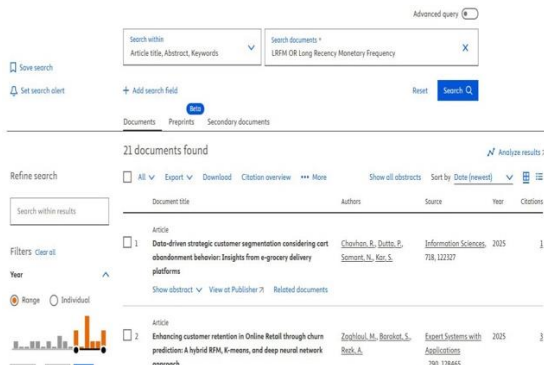 Advanced query
Search within
Article title, Abstract, Keywords
Search documents *
LRFM OR Long Recency Monetary Frequency
X
Save search
Set search alert
+ Add search field
Reset
Search
Beta
Documents
Preprints
Secondary documents
21 documents found
Analyze results
Refine search
All
Export
Download
Citation overview
••• More
Show all abstracts
Sort by Date (newest)
Search within results
Document title
Authors
Source
Year
Citations
Filters Clear all
Year
Range
Individual
Article
1
Data-driven strategic customer segmentation considering cart
abandonment behavior: Insights from e-grocery delivery
platforms
Chavhan, R., Dutta, P.,
Samant, N., Kar, S.
Information Sciences,
718, 122327
2025
1
Show abstract
View at Publisher
Related documents
Article
2
Enhancing customer retention in Online Retail through churn
prediction: A hybrid RFM, K-means, and deep neural network
approach
Zaghloul, M., Barakat, S.,
Rezk, A.
Expert Systems with
Applications
, 290, 128465
2025
3